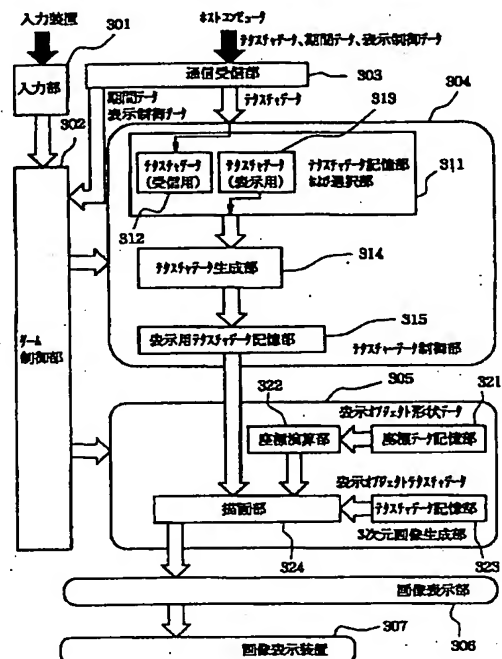 入力装置
ホストコンピュータ
301
テクスチャデータ、期間データ、表示制御データ
入力部
通信受信部
303
302
期間データ
表示制御データ
テクスチャデータ
319
304
テクスチャデータ
(受信用)
テクスチャデータ
(表示用)
テクスチャデータ記憶部
および選択部
312
311
テクスチャデータ生成部
314
315
表示用テクスチャデータ記憶部
テクスチャーデータ制御部
ゲーム
制御部
305
322
表示オブジェクト形状データ
321
座標演算部
座標データ記憶部
表示オブジェクトテクスチャデータ
描画部
テクスチャデータ記憶部
3次元画像生成部
324
323
画像表示部
307
306
画像表示装置